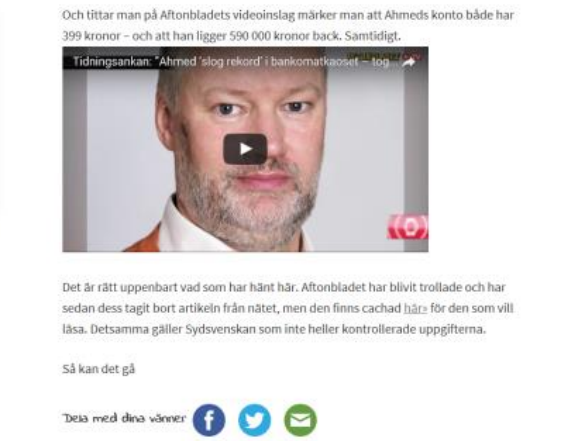 Och tittar man på Aftonbladets videoinslag märker man att Ahmeds konto både har
399 kronor – och att han ligger 590 000 kronor back. Samtidigt.
Tidningsankan: "Ahmed 'slog rekord' i bankomatkaoset – tog...
Det är rätt uppenbart vad som har hänt här. Aftonbladet har blivit trollade och har
sedan dess tagit bort artikeln från nätet, men den finns cachad här» för den som vill
läsa. Detsamma gäller Sydsvenskan som inte heller kontrollerade uppgifterna.
Så kan det gå
Dela med dina vänner